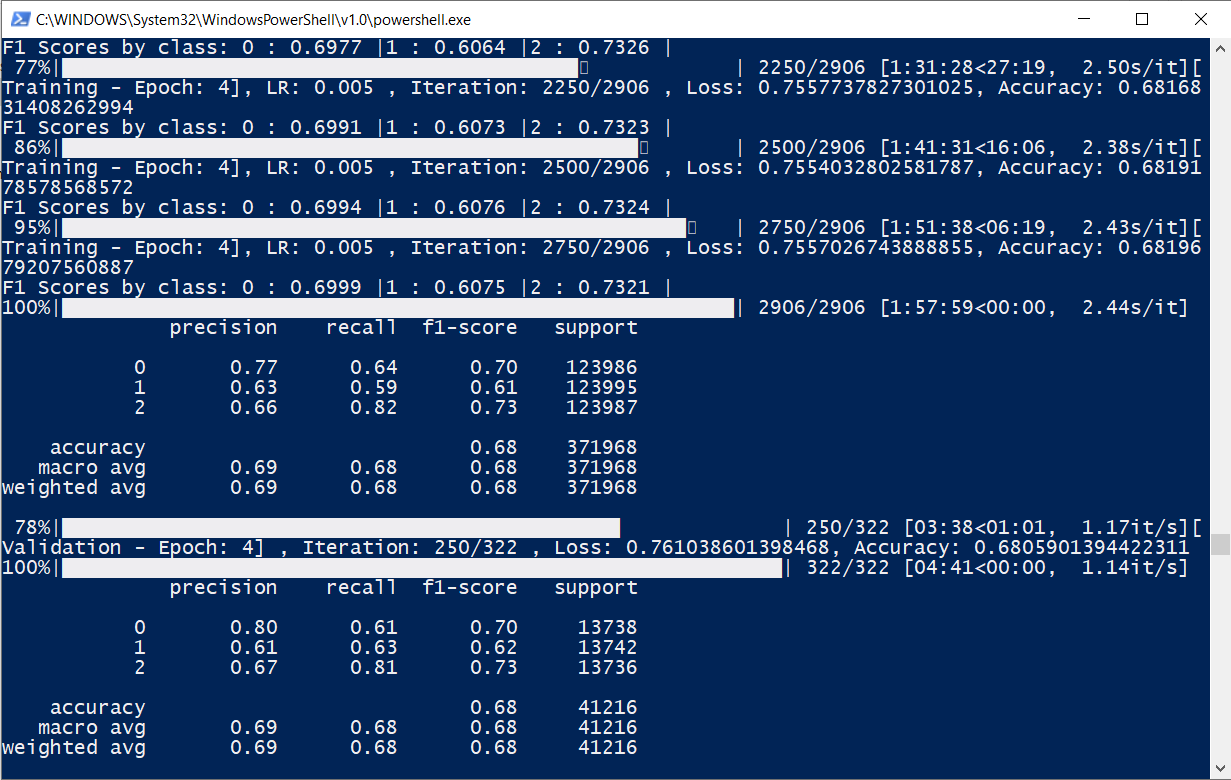 C:\WINDOWS\System32\WindowsPowerShell\v1.0\powershell.exe
F1 Scores by class: 0 : 0.6977 |1 : 0.6064 |2 : 0.7326 |
77%| | 2250/2906 [1:31:28<27:19, 2.50s/it][
Training - Epoch: 4], LR: 0.005 , Iteration: 2250/2906 , Loss: 0.7557737827301025, Accuracy: 0.68168
31408262994
F1 Scores by class: 0 : 0.6991 |1 : 0.6073 |2 : 0.7323 |
86%| | 2500/2906 [1:41:31<16:06, 2.38s/it][
Training - Epoch: 4], LR: 0.005 , Iteration: 2500/2906 , Loss: 0.75540328025817​87, Accuracy: 0.68191
78578568572
F1 Scores by class: 0 : 0.6994 |1 : 0.6076 |2 : 0.7324 |
95%| | 2750/2906 [1:51:38<06:19, 2.43s/it][
Training - Epoch: 4], LR: 0.005 , Iteration: 2750/2906 , Loss: 0.7557026743888855, Accuracy: 0.68196
79207560887
F1 Scores by class: 0 : 0.6999 |1 : 0.6075 |2 : 0.7321 |
100%| | 2906/2906 [1:57:59<00:00, 2.44s/it]
precision recall f1-score support
0 0.77 0.64 0.70 123986
1 0.63 0.59 0.61 123995
2 0.66 0.82 0.73 123987
accuracy 0.68 371968
macro avg 0.69 0.68 0.68 371968
weighted avg 0.69 0.68 0.68 371968
78%| | 250/322 [03:38<01:01, 1.17it/s][
Validation - Epoch: 4] , Iteration: 250/322 , Loss: 0.761038601398468, Accuracy: 0.6805901394422311
100%| | 322/322 [04:41<00:00, 1.14it/s]
precision recall f1-score support
0 0.80 0.61 0.70 13738
1 0.61 0.63 0.62 13742
2 0.67 0.81 0.73 13736
accuracy 0.68 41216
macro avg 0.69 0.68 0.68 41216
weighted avg 0.69 0.68 0.68 41216